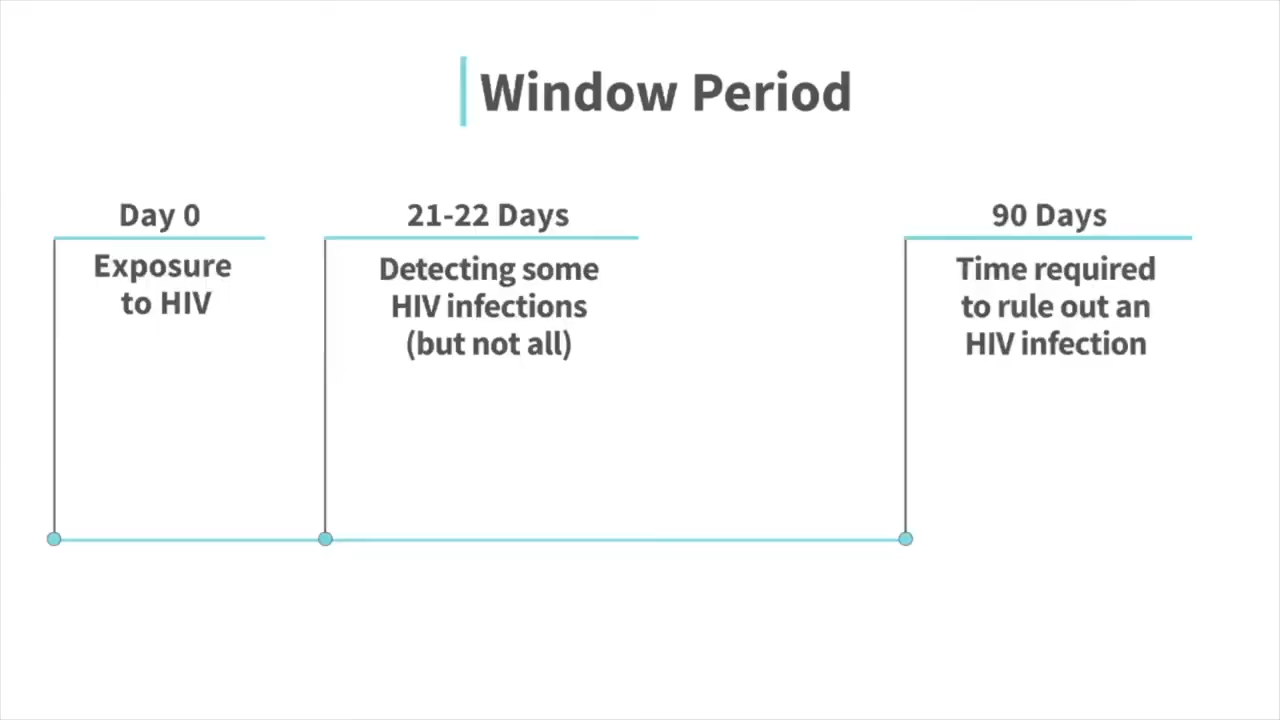 Window Period
Day 0
Exposure
to HIV
21-22 Days
Detecting some
HIV infections
(but not all)
90 Days
Time required
to rule out an
HIV infection